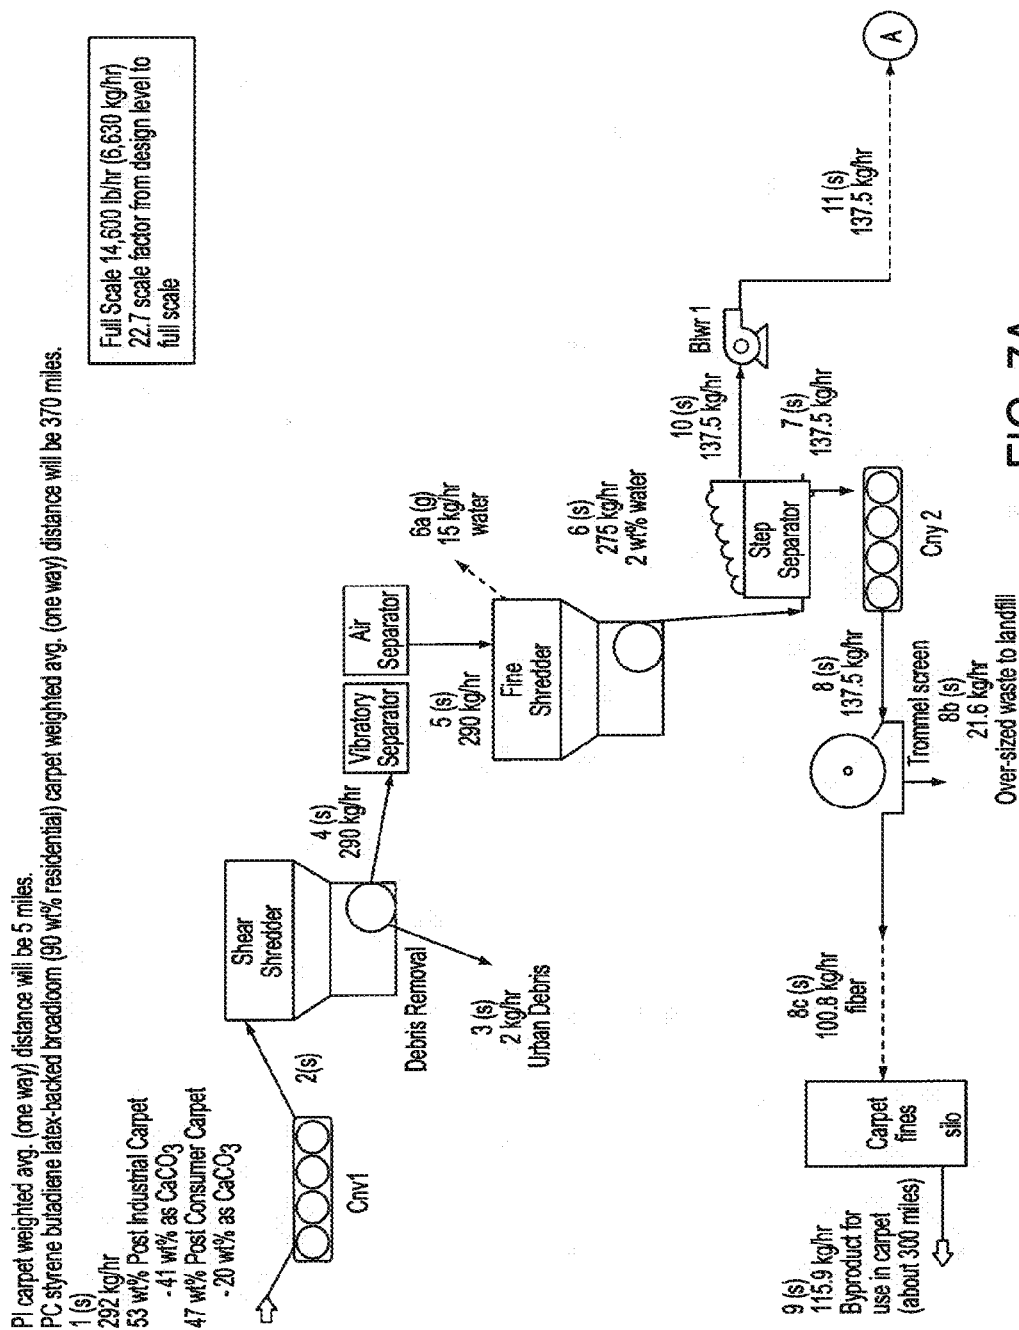 PI carpet weighted avg. (one way) distance will be 5 miles.
PC styrene butadiene latex-backed broadloom (90 wt% residential) carpet weighted avg. (one way) distance will be 370 miles.
1 (s)
292 kg/hr
53 wt% Post Industrial Carpet
- 41 wt% as CaCO3
47 wt% Post Consumer Carpet
- 20 wt% as CaCO3
Full Scale 14,600 lb/hr (6,630 kg/hr)
22.7 scale factor from design level to
full scale
Cnv1
2(s)
Shear
Shredder
Debris Removal
3 (s)
2 kg/hr
Urban Debris
4 (s)
290 kg/hr
Vibratory
Separator
Air
Separator
5 (s)
290 kg/hr
Fine
Shredder
6a (g)
15 kg/hr
water
6 (s)
275 kg/hr
2 wt% water
Step
Separator
10 (s)
137.5 kg/hr
Blwr 1
11 (s)
137.5 kg/hr
A
7 (s)
137.5 kg/hr
Cny 2
8 (s)
137.5 kg/hr
Trommel screen
8b (s)
21.6 kg/hr
Over-sized waste to landfill
8c (s)
100.8 kg/hr
fiber
Carpet
fines
silo
9 (s)
115.9 kg/hr
Byproduct for
use in carpet
(about 300 miles)
FIG. 7A